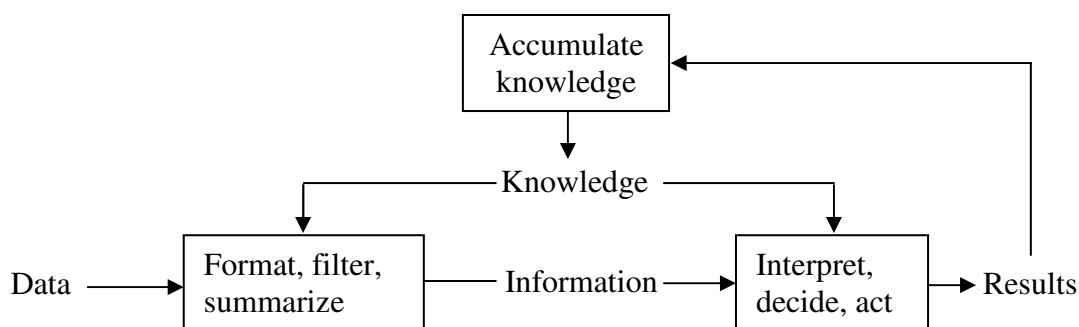 Accumulate
knowledge
Knowledge
Data
Format, filter,
summarize
Information
Interpret,
decide, act
Results